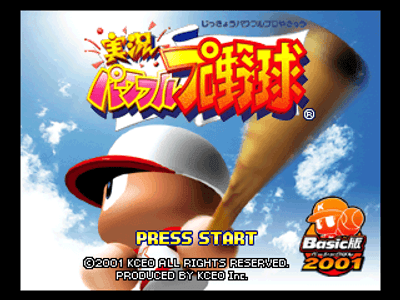 じっきょうパワフルプロやきゅう
実況
パワフルプロ野球
®
PRESS START
Basic版
2001
©2001 KCEO ALL RIGHTS RESERVED.
PRODUCED BY KCEO Inc.